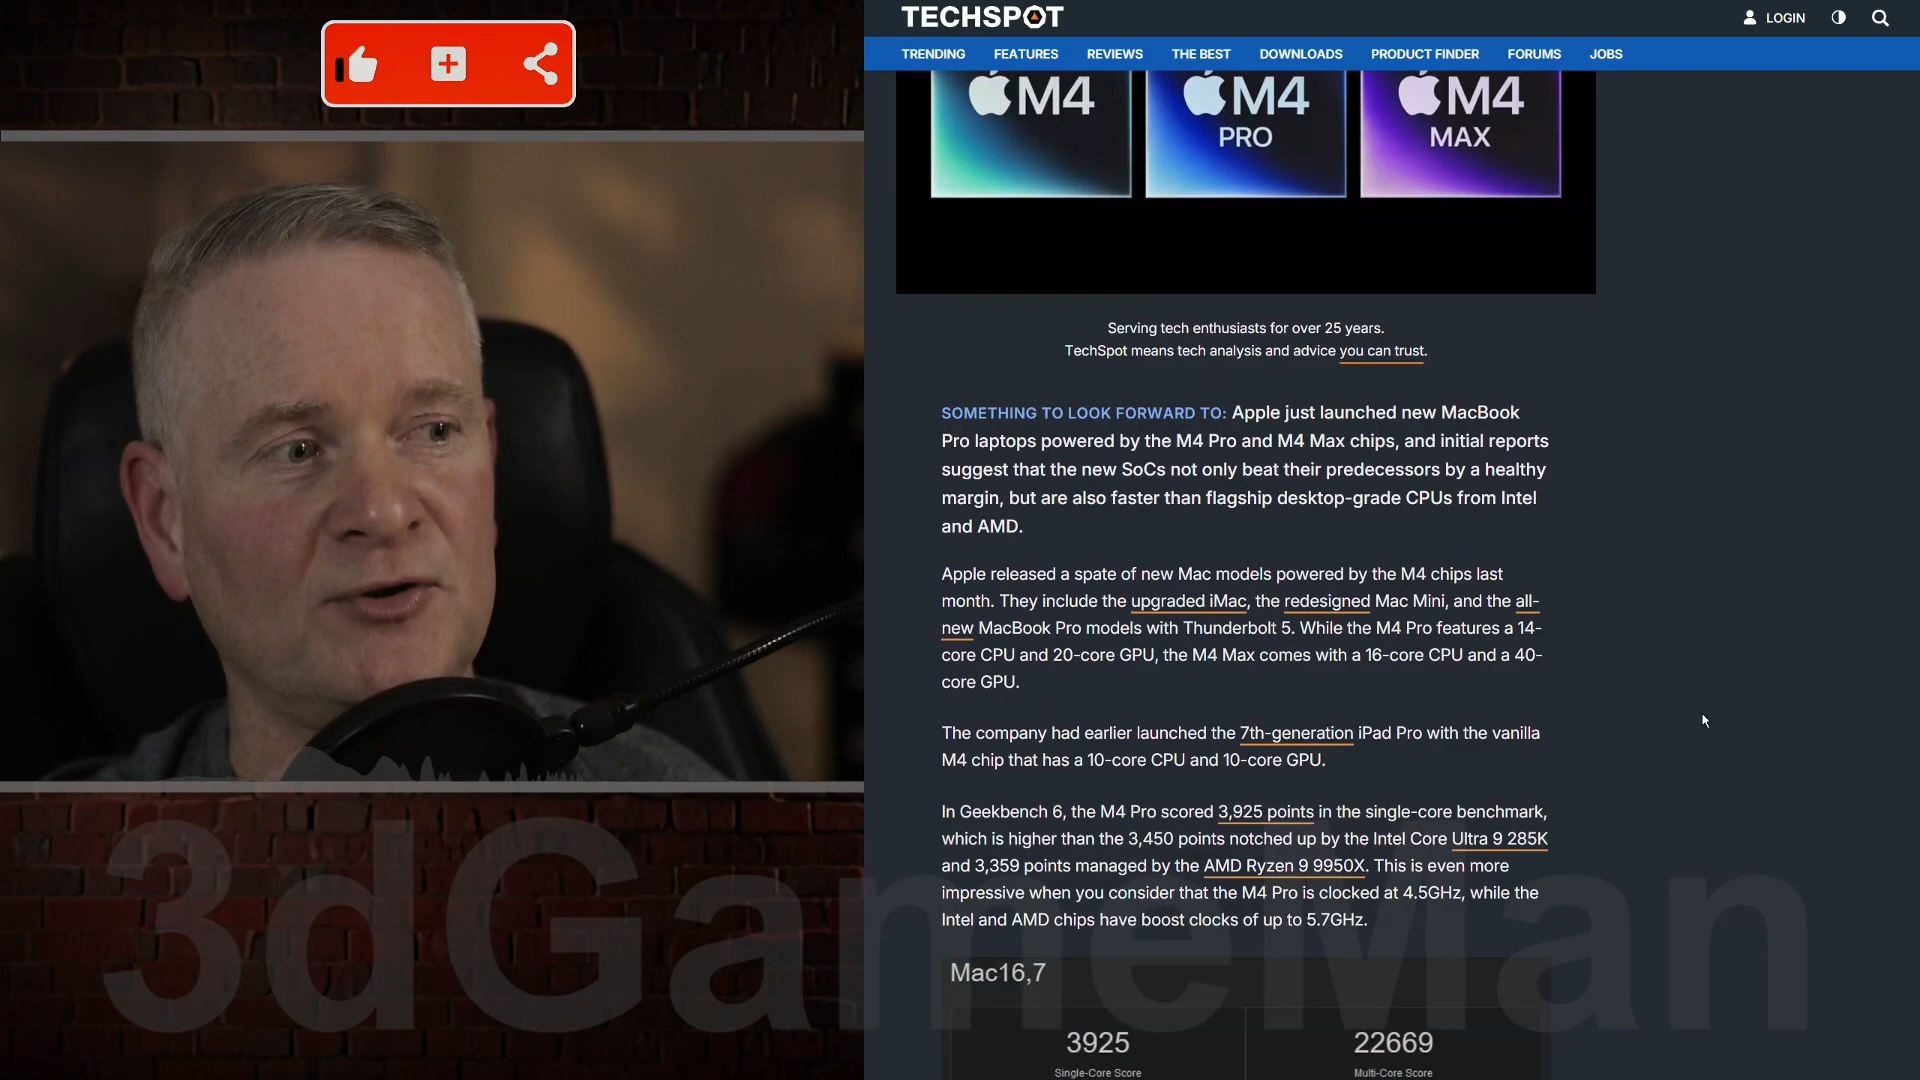 TECHSPOT
LOGIN
TRENDING FEATURES REVIEWS THE BEST DOWNLOADS PRODUCT FINDER FORUMS JOBS
M4
M4
PRO
M4
MAX
Serving tech enthusiasts for over 25 years.
TechSpot means tech analysis and advice you can trust.
SOMETHING TO LOOK FORWARD TO: Apple just launched new MacBook
Pro laptops powered by the M4 Pro and M4 Max chips, and initial reports
suggest that the new SoCs not only beat their predecessors by a healthy
margin, but are also faster than flagship desktop-grade CPUs from Intel
and AMD.
Apple released a spate of new Mac models powered by the M4 chips last
month. They include the upgraded iMac, the redesigned Mac Mini, and the all-
new MacBook Pro models with Thunderbolt 5. While the M4 Pro features a 14-
core CPU and 20-core GPU, the M4 Max comes with a 16-core CPU and a 40-
core GPU.
The company had earlier launched the 7th-generation iPad Pro with the vanilla
M4 chip that has a 10-core CPU and 10-core GPU.
In Geekbench 6, the M4 Pro scored 3,925 points in the single-core benchmark,
which is higher than the 3,450 points notched up by the Intel Core Ultra 9 285K
and 3,359 points managed by the AMD Ryzen 9 9950X. This is even more
impressive when you consider that the M4 Pro is clocked at 4.5GHz, while the
Intel and AMD chips have boost clocks of up to 5.7GHz.
Mac16,7
3925 22669
Single-Core Score Multi-Core Score
3dGameMan